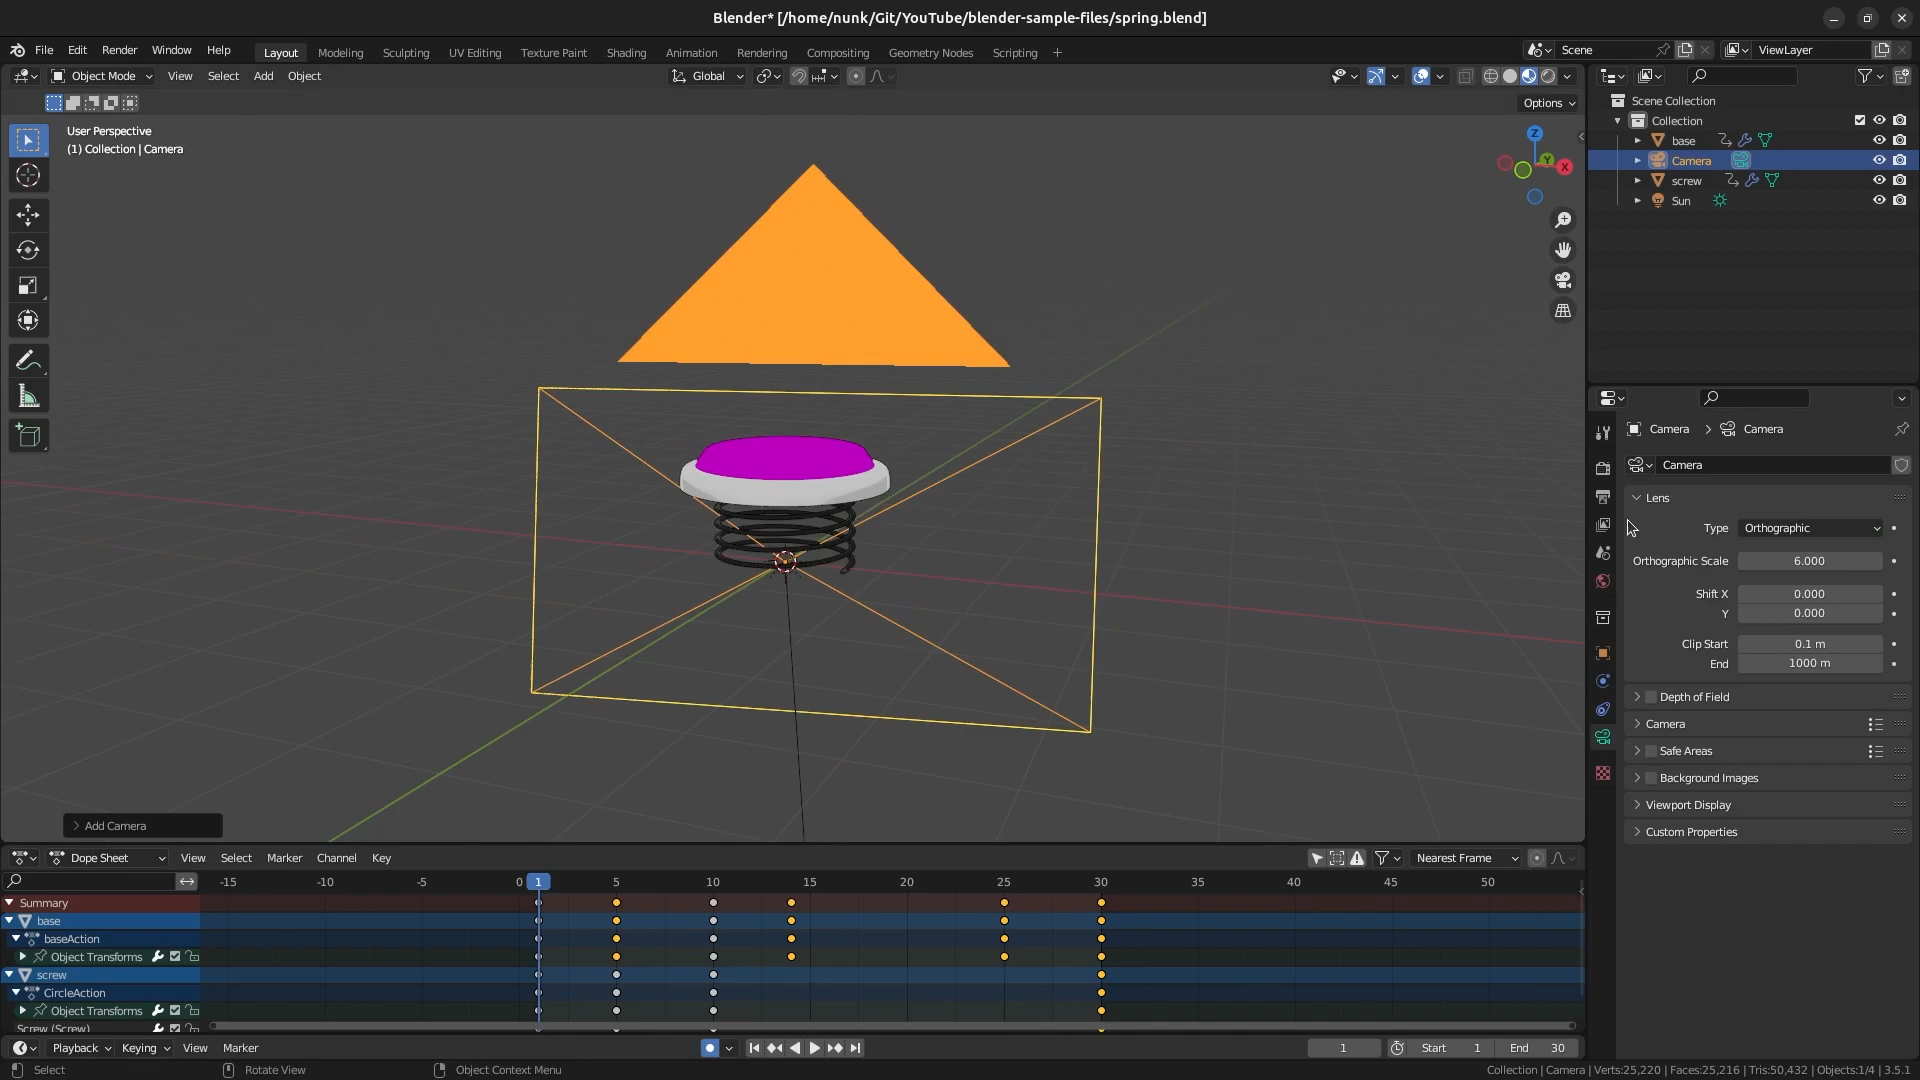 Blender* [/home/nunk/Git/YouTube/blender-sample-files/spring.blend]
File Edit Render Window Help Layout Modeling Sculpting UV Editing Texture Paint Shading Animation Rendering Compositing Geometry Nodes Scripting + Scene ViewLayer
Object Mode View Select Add Object Global
Options
User Perspective
(1) Collection | Camera
Z
Y
X
Scene Collection
Collection
base
Camera
screw
Sun
Camera > Camera
Camera
Lens
Type Orthographic
Orthographic Scale 6.000
Shift X 0.000
Y 0.000
Clip Start 0.1 m
End 1000 m
Depth of Field
Camera
Safe Areas
Background Images
Viewport Display
Custom Properties
Add Camera
Dope Sheet View Select Marker Channel Key Nearest Frame
-15 -10 -5 0 1 5 10 15 20 25 30 35 40 45 50
Summary
base
baseAction
Object Transforms
screw
CircleAction
Object Transforms
Screw (Screw)
Playback Keying View Marker 1 Start 1 End 30
Select Rotate View Object Context Menu Collection | Camera | Verts:25,220 | Faces:25,216 | Tris:50,432 | Objects:1/4 | 3.5.1